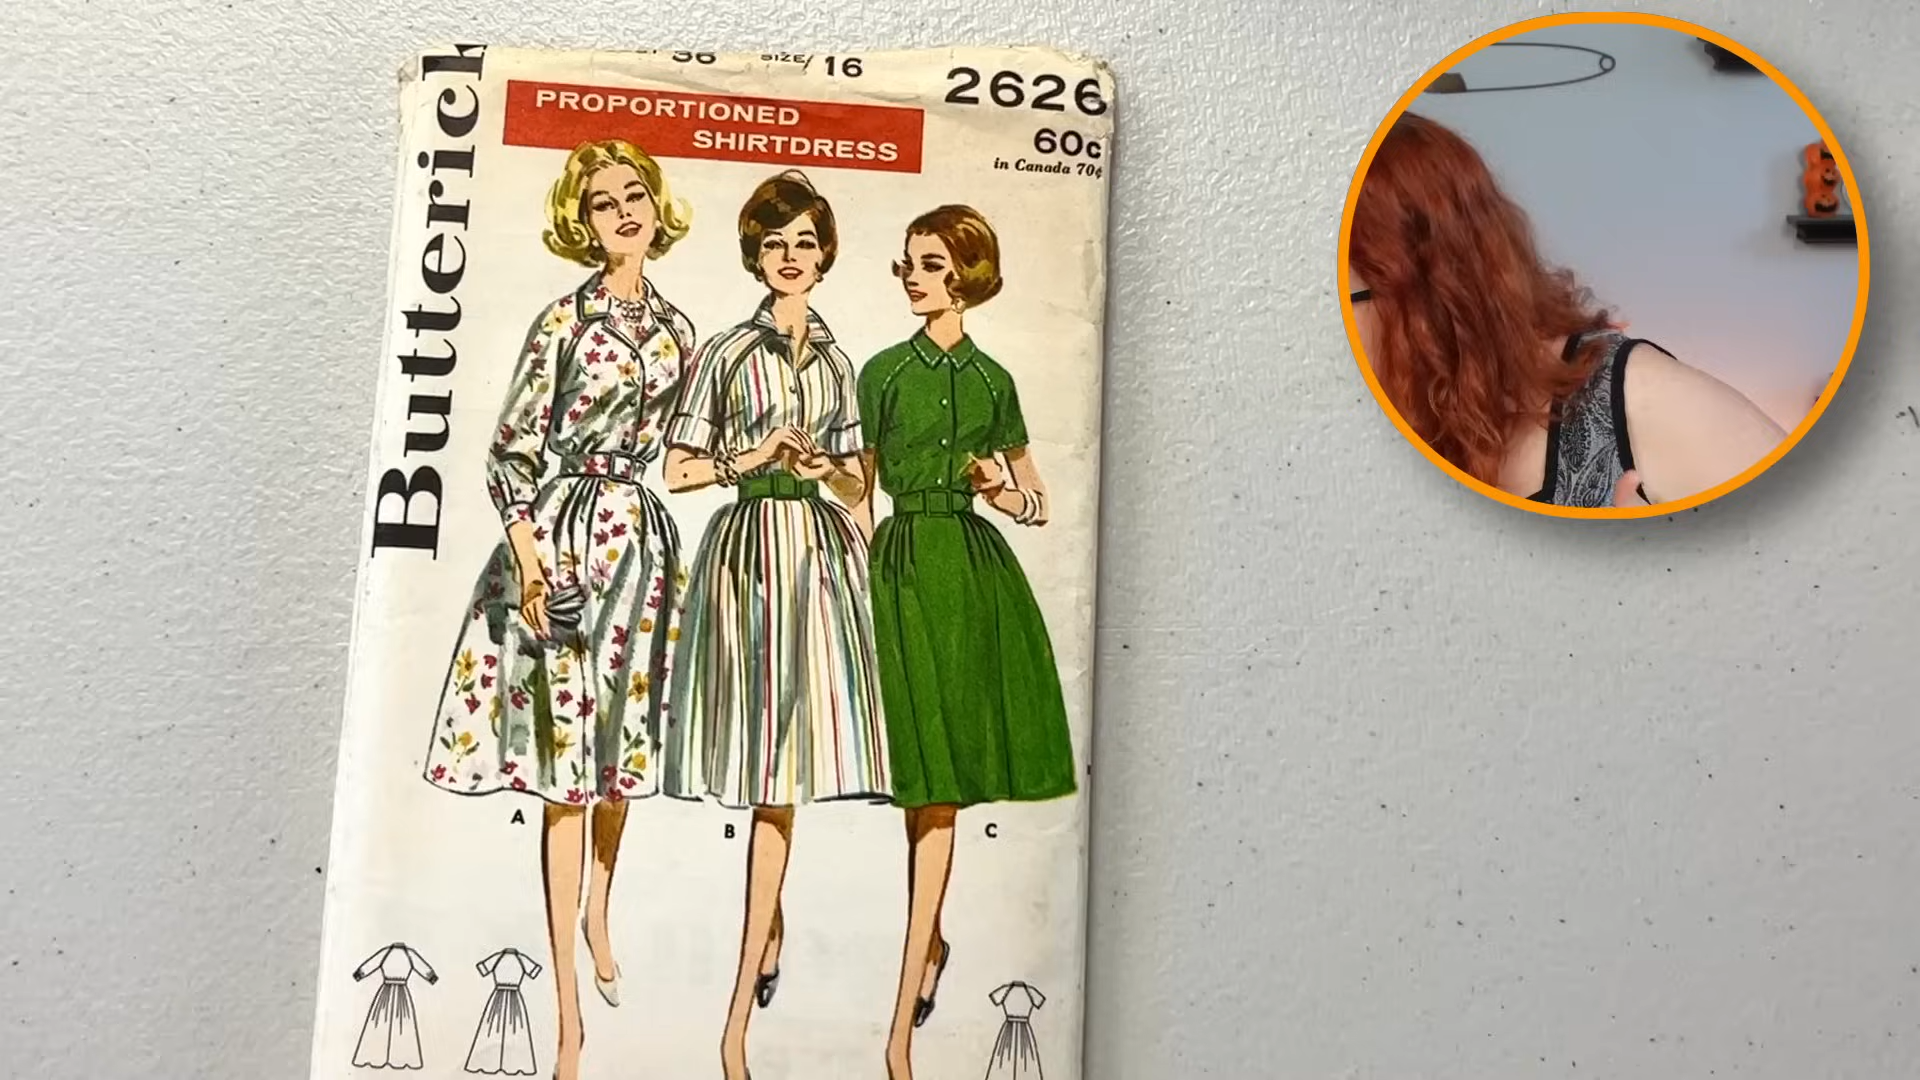 Butterick
36 SIZE/ 16
2626
PROPORTIONED
SHIRTDRESS
60c
in Canada 70¢
A
B
C